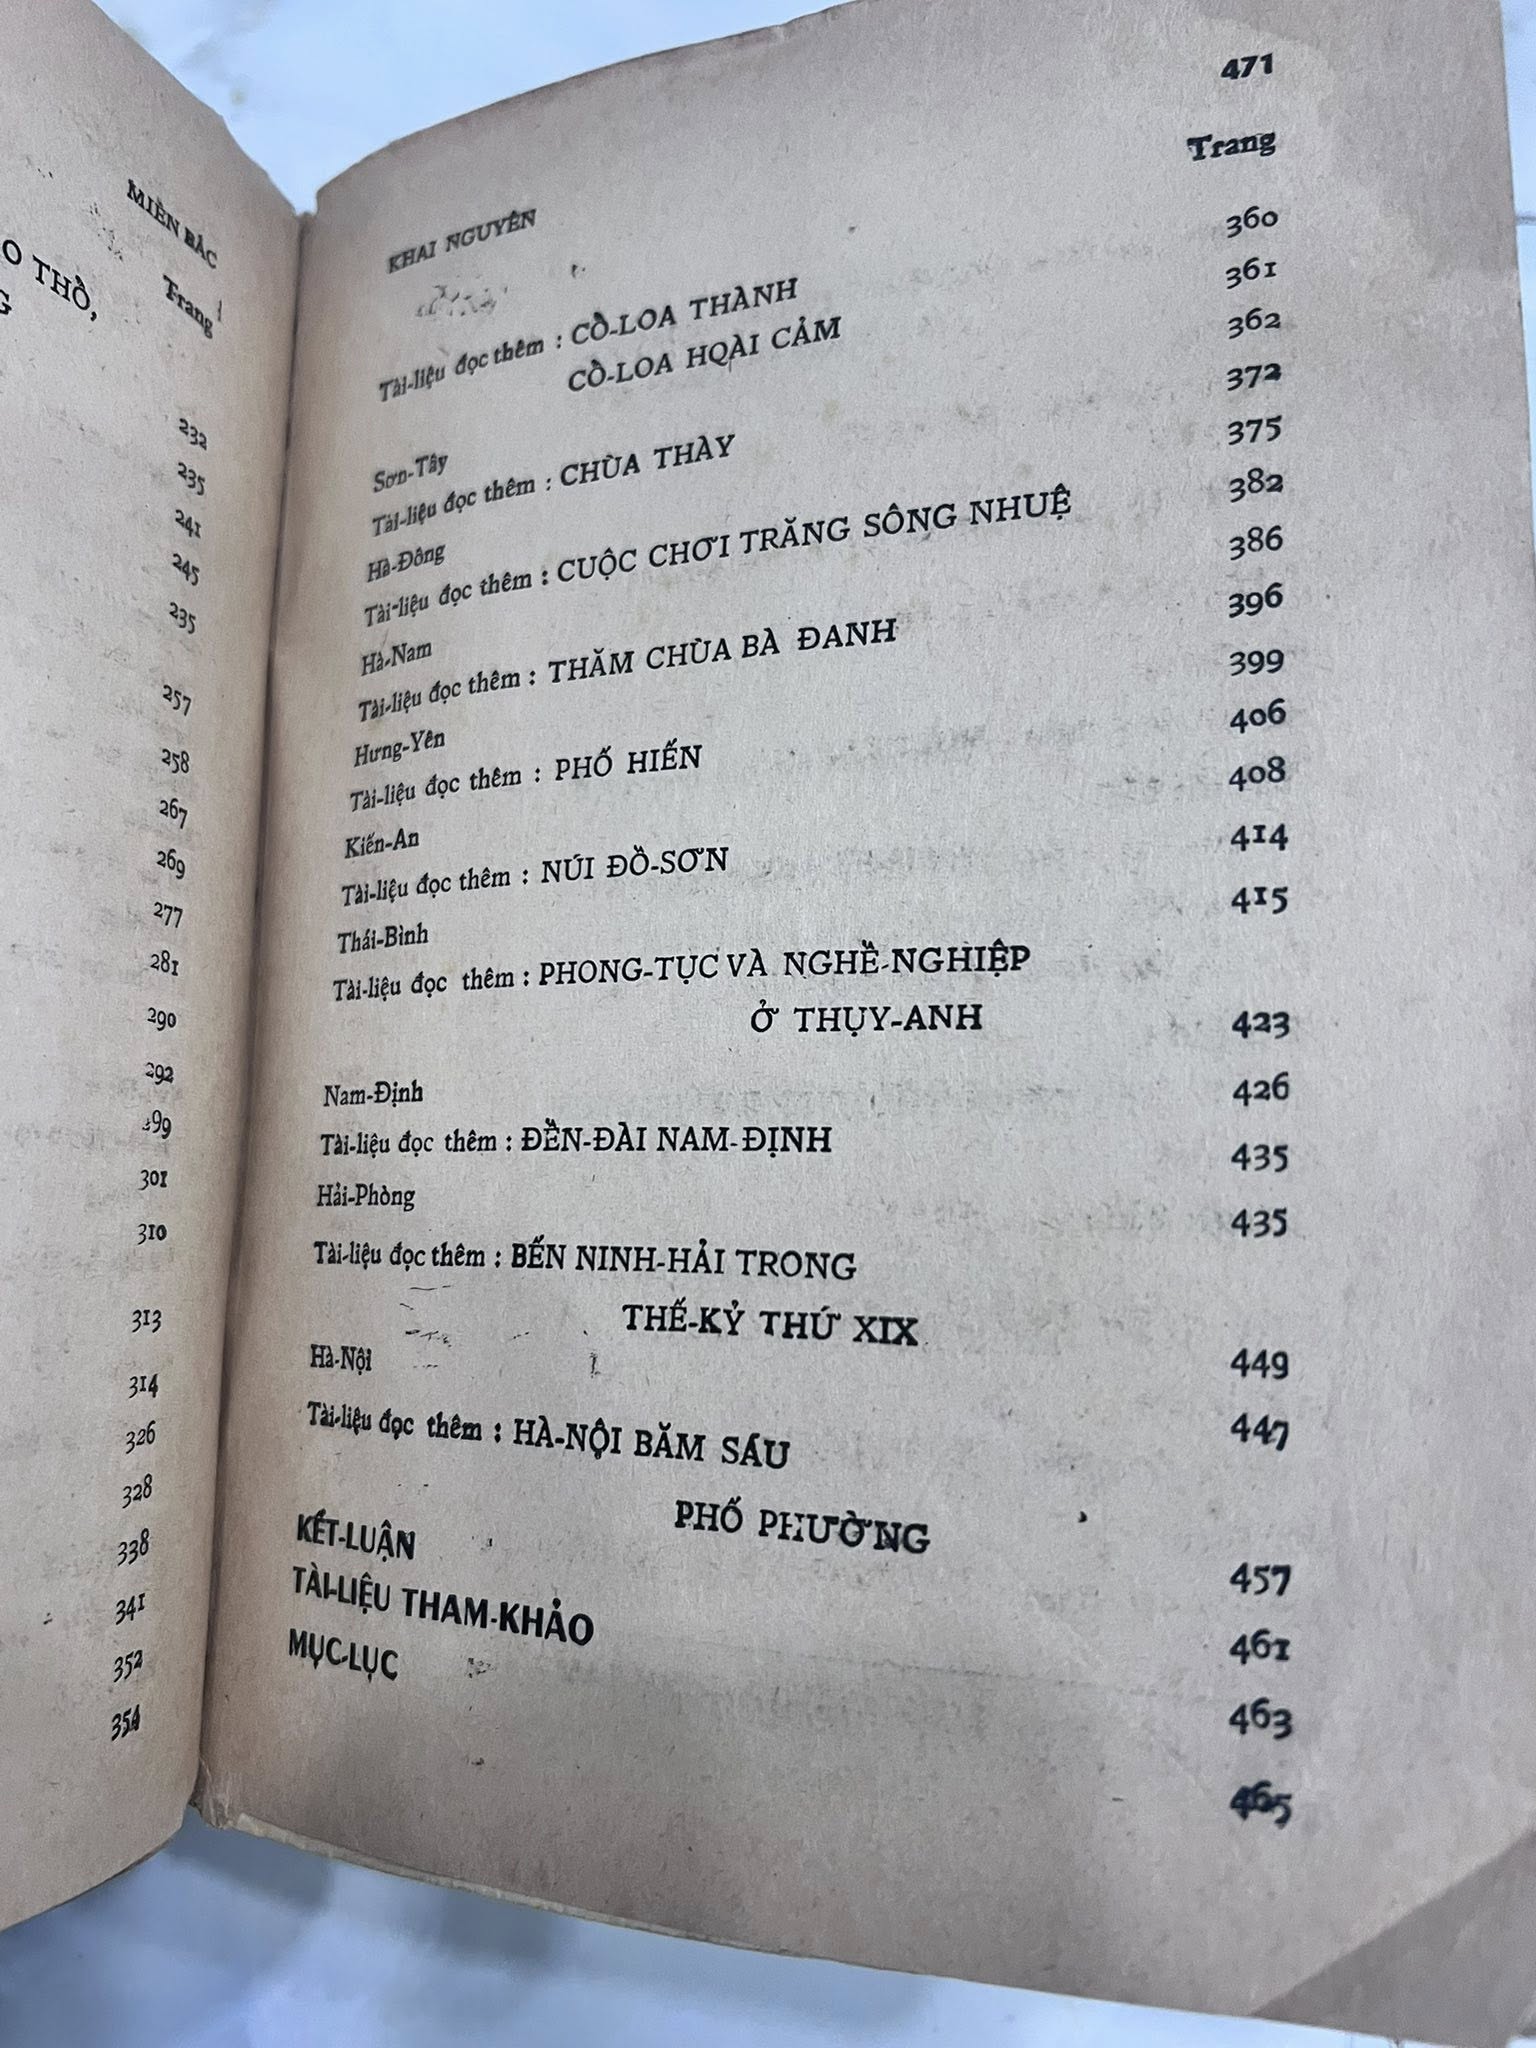 MIỀN BẮC
Trang
O THỔ,
G
232
235
241
245
235
257
258
267
269
277
281
290
292
299
301
310
313
314
326
328
338
341
352
354
KHAI NGUYÊN 471
Trang
Tài-liệu đọc thêm : CỔ-LOA THÀNH 360
CỔ-LOA HOÀI CẢM 361
Sơn-Tây 362
Tài-liệu đọc thêm : CHÙA THÀY 372
Hà-Đông 375
Tài-liệu đọc thêm : CUỘC CHƠI TRĂNG SÔNG NHUỆ 382
Hà-Nam 386
Tài-liệu đọc thêm : THĂM CHÙA BÀ ĐANH 396
Hưng-Yên 399
Tài-liệu đọc thêm : PHỐ HIẾN 406
Kiến-An 408
Tài-liệu đọc thêm : NÚI ĐỒ-SƠN 414
Thái-Bình 415
Tài-liệu đọc thêm : PHONG-TỤC VÀ NGHỀ-NGHIỆP
Ở THỤY-ANH 423
Nam-Định 426
Tài-liệu đọc thêm : ĐỀN-ĐÀI NAM-ĐỊNH 435
Hải-Phòng 435
Tài-liệu đọc thêm : BẾN NINH-HẢI TRONG
THẾ-KỶ THỨ XIX 449
Hà-Nội 447
Tài-liệu đọc thêm : HÀ-NỘI BĂM SÁU
PHỐ PHƯỜNG 457
KẾT-LUẬN 461
TÀI-LIỆU THAM-KHẢO 463
MỤC-LỤC 465